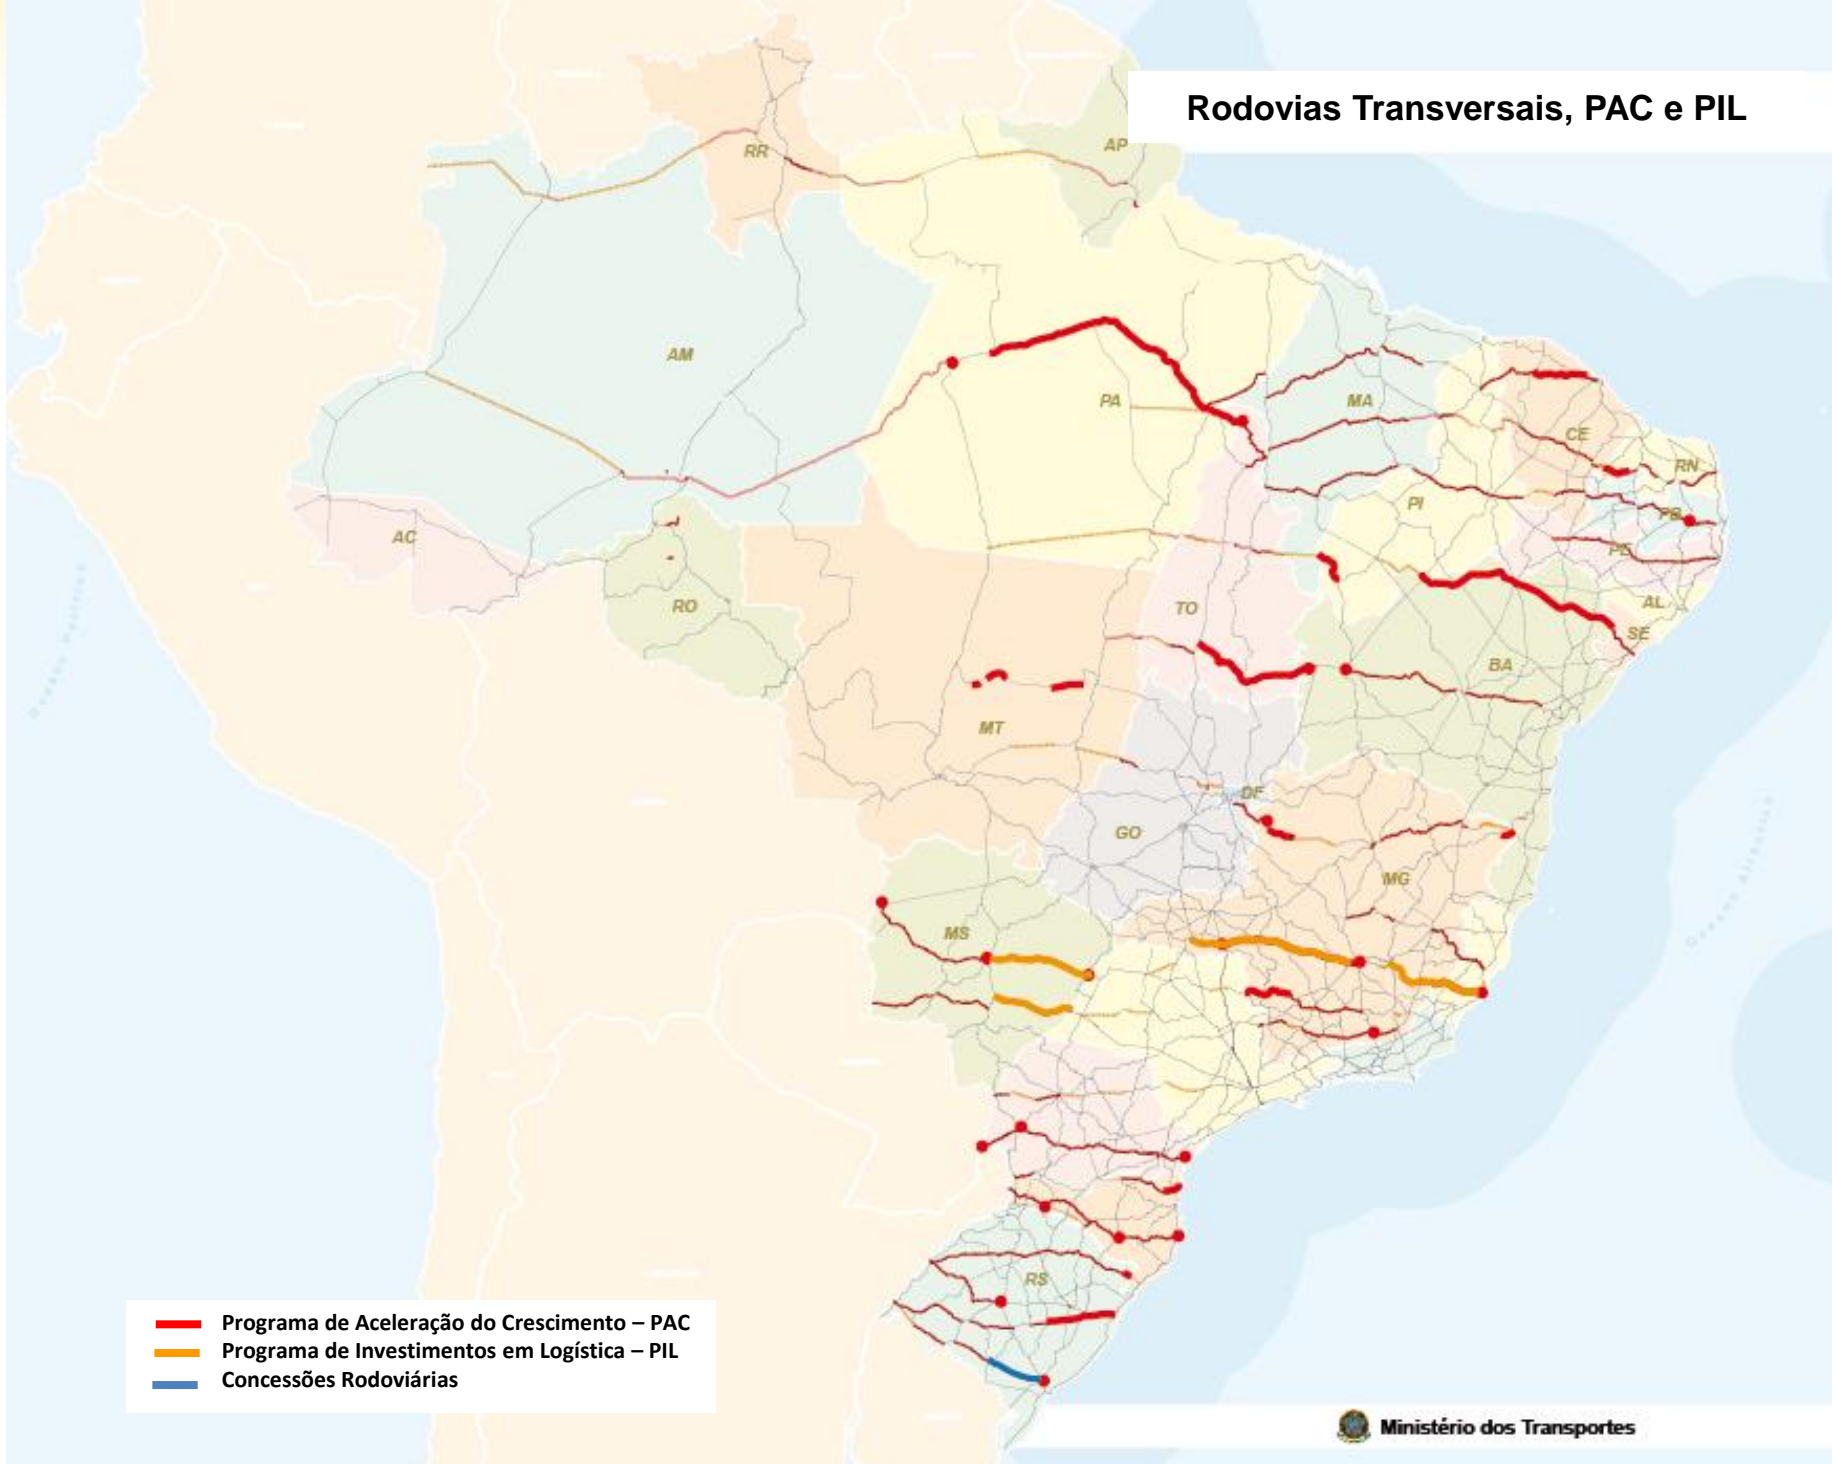 Rodovias Transversais, PAC e PIL
RR
AP
AM
PA
MA
CE
RN
PI
PB
PE
AC
RO
TO
AL
SE
BA
MT
DF
GO
MG
MS
RS
Programa de Aceleração do Crescimento – PAC
Programa de Investimentos em Logística – PIL
Concessões Rodoviárias
Ministério dos Transportes